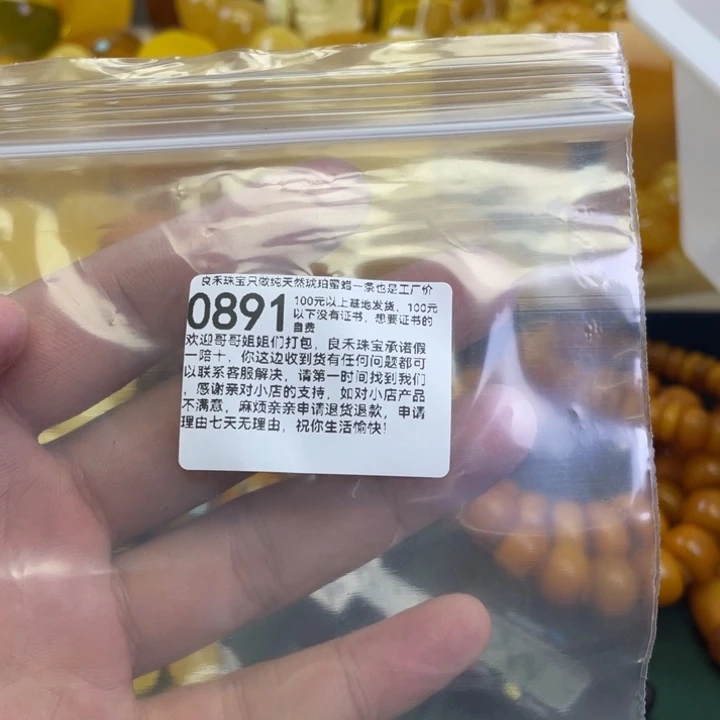 良禾珠宝只做纯天然琥珀蜜蜡一条也是工厂价
0891
100元以上基地发货，100元
以下没有证书，想要证书的
自费
欢迎哥哥姐姐们打包，良禾珠宝承诺假
一陪十，你这边收到货有任何问题都可
以联系客服解决，请第一时间找到我们
，感谢亲对小店的支持，如对小店产品
不满意，麻烦亲亲申请退货退款，申请
理由七天无理由，祝你生活愉快！